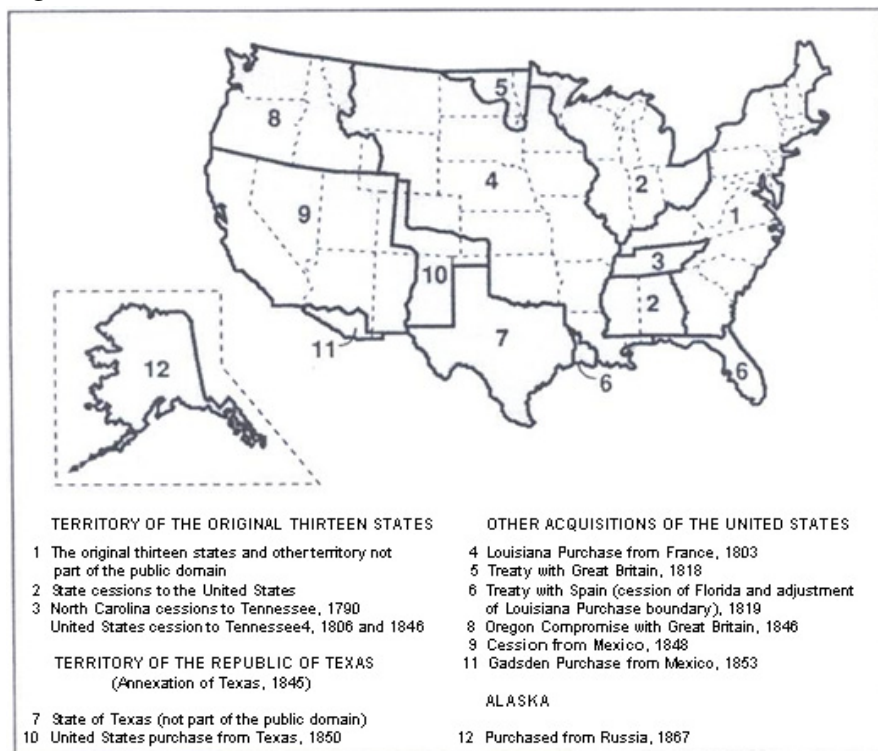 5
8
4
2
9
1
3
10
2
7
12
11
6
6
TERRITORY OF THE ORIGINAL THIRTEEN STATES
1 The original thirteen states and other territory not
part of the public domain
2 State cessions to the United States
3 North Carolina cessions to Tennessee, 1790
United States cession to Tennessee4, 1806 and 1846
TERRITORY OF THE REPUBLIC OF TEXAS
(Annexation of Texas, 1845)
7 State of Texas (not part of the public domain)
10 United States purchase from Texas, 1850
OTHER ACQUISITIONS OF THE UNITED STATES
4 Louisiana Purchase from France, 1803
5 Treaty with Great Britain, 1818
6 Treaty with Spain (cession of Florida and adjustment
of Louisiana Purchase boundary), 1819
8 Oregon Compromise with Great Britain, 1846
9 Cession from Mexico, 1848
11 Gadsden Purchase from Mexico, 1853
ALASKA
12 Purchased from Russia, 1867